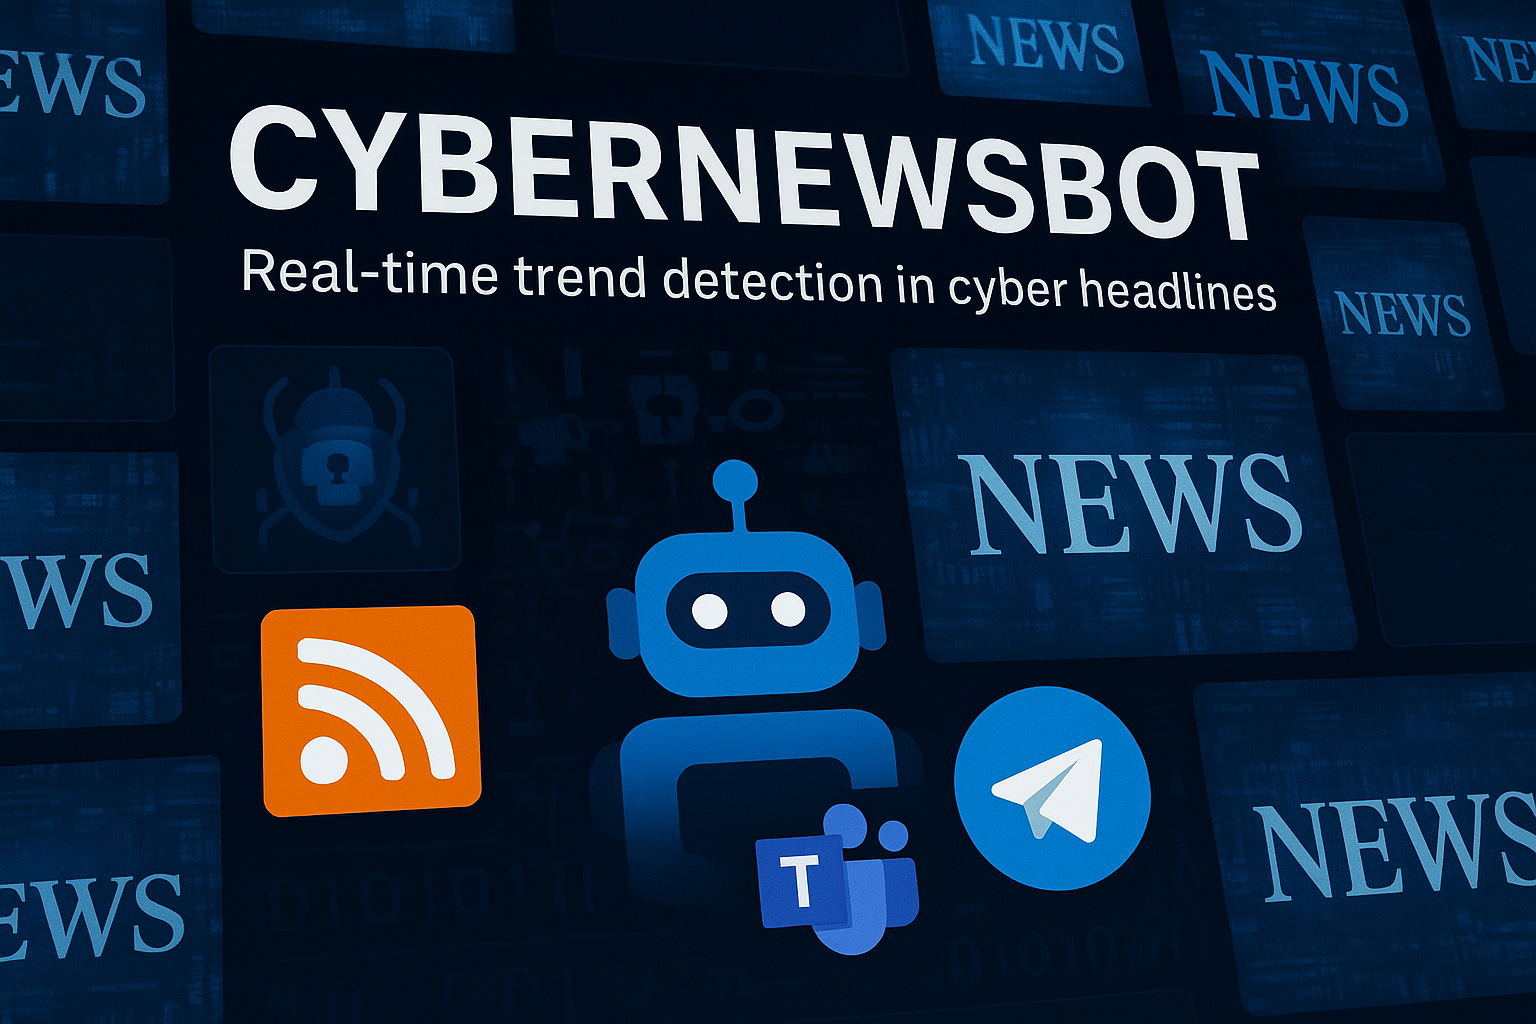 NEWS
NEWS
CYBERNEWSBOT
Real-time trend detection in cyber headlines
NEWS
NEWS
T
NEWS